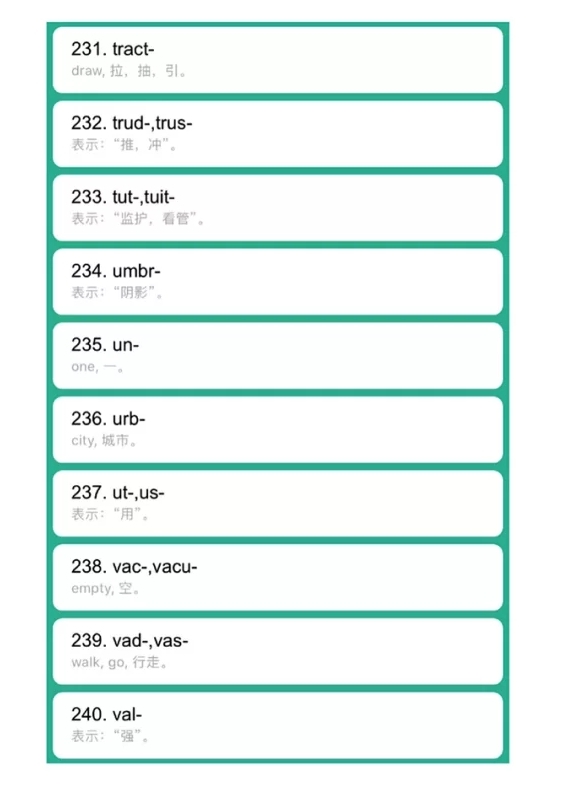 231. tract-
draw, 拉，抽，引。
232. trud-,trus-
表示：“推，冲”。
233. tut-,tuit-
表示：“监护，看管”。
234. umbr-
表示：“阴影”。
235. un-
one, 一。
236. urb-
city, 城市。
237. ut-,us-
表示：“用”。
238. vac-,vacu-
empty, 空。
239. vad-,vas-
walk, go, 行走。
240. val-
表示：“强”。